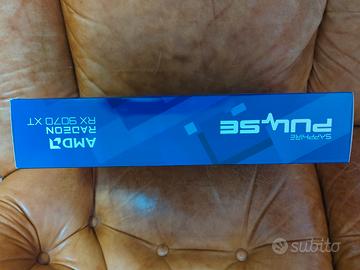 SAPPHIRE
PULSE
AMD
RADEON
RX 9070 XT
subito